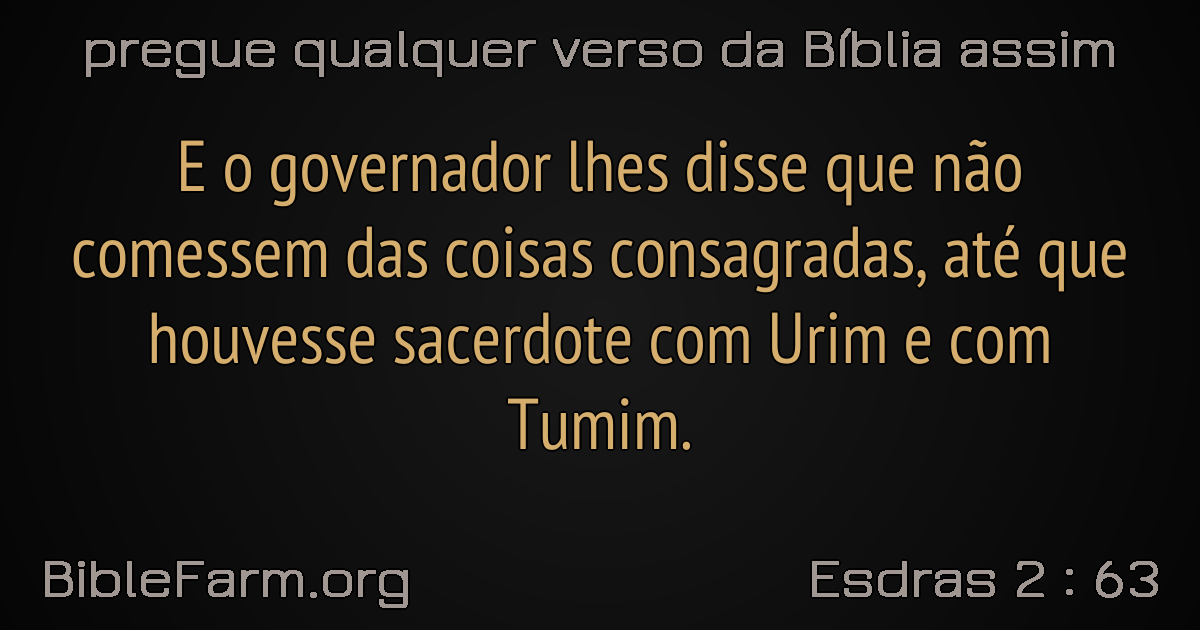 pregue qualquer verso da Bíblia assim
E o governador lhes disse que não
comessem das coisas consagradas, até que
houvesse sacerdote com Urim e com
Tumim.
BibleFarm.org
Esdras 2 : 63